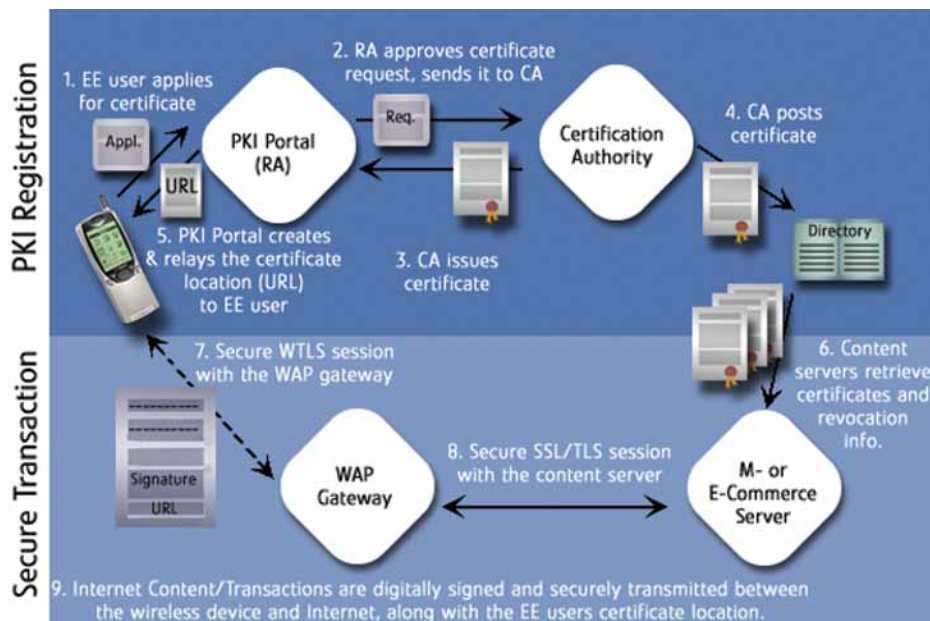 PKI Registration
1. EE user applies
for certificate
Appl.
URL
PKI Portal
(RA)
2. RA approves certificate
request, sends it to CA
Req.
3. CA issues
certificate
Certification
Authority
4. CA posts
certificate
Directory
5. PKI Portal creates
& relays the certificate
location (URL)
to EE user
Secure Transaction
6. Content
servers retrieve
certificates and
revocation
info.
7. Secure WTLS session
with the WAP gateway
Signature
URL
WAP
Gateway
8. Secure SSL/TLS session
with the content server
M- or
E-Commerce
Server
9. Internet Content/Transactions are digitally signed and securely transmitted between
the wireless device and Internet, along with the EE users certificate location.